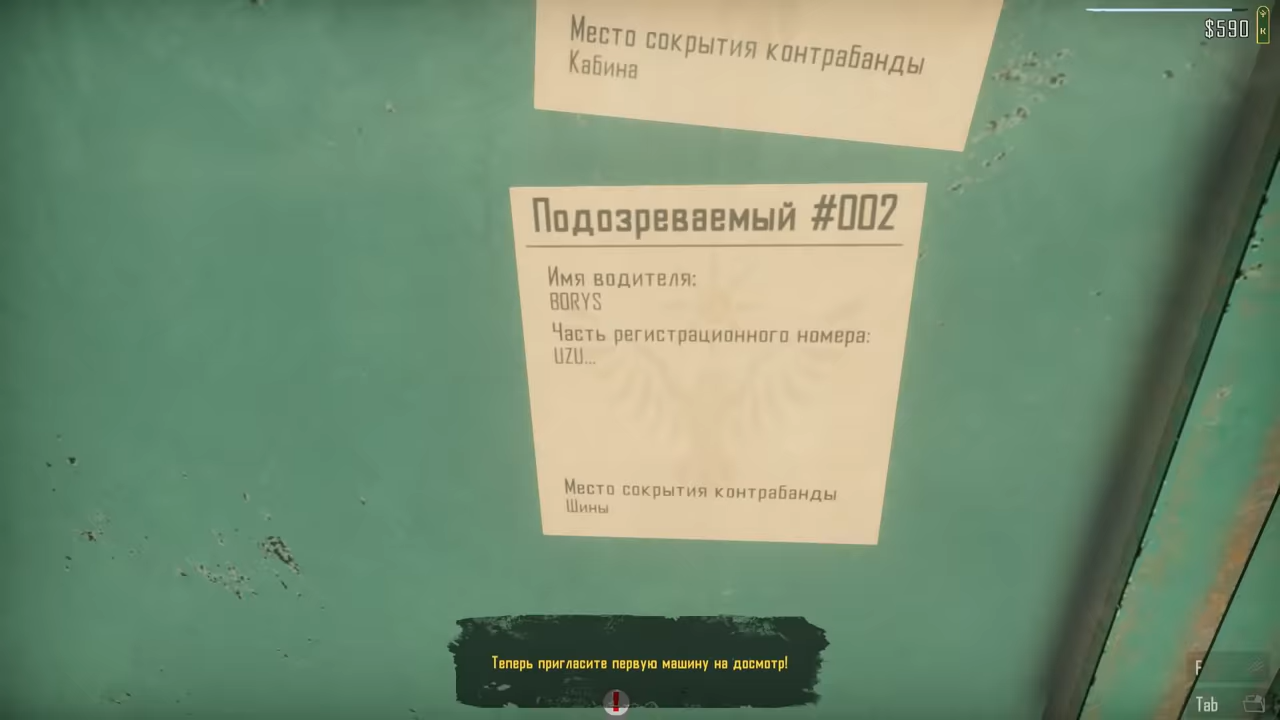 $590
K
Место сокрытия контрабанды
Кабина
Подозреваемый #002
Имя водителя:
BORYS
Часть регистрационного номера:
UZU...
Место сокрытия контрабанды
Шины
Теперь пригласите первую машину на досмотр!
!
F
Tab